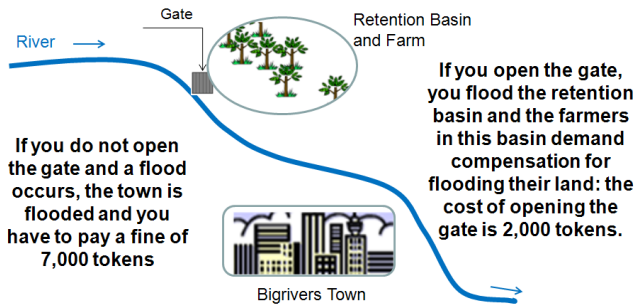 Gate
River
Retention Basin
and Farm
If you open the gate,
you flood the retention
basin and the farmers
in this basin demand
compensation for
flooding their land: the
cost of opening the
gate is 2,000 tokens.
If you do not open
the gate and a flood
occurs, the town is
flooded and you
have to pay a fine of
7,000 tokens
Bigrivers Town